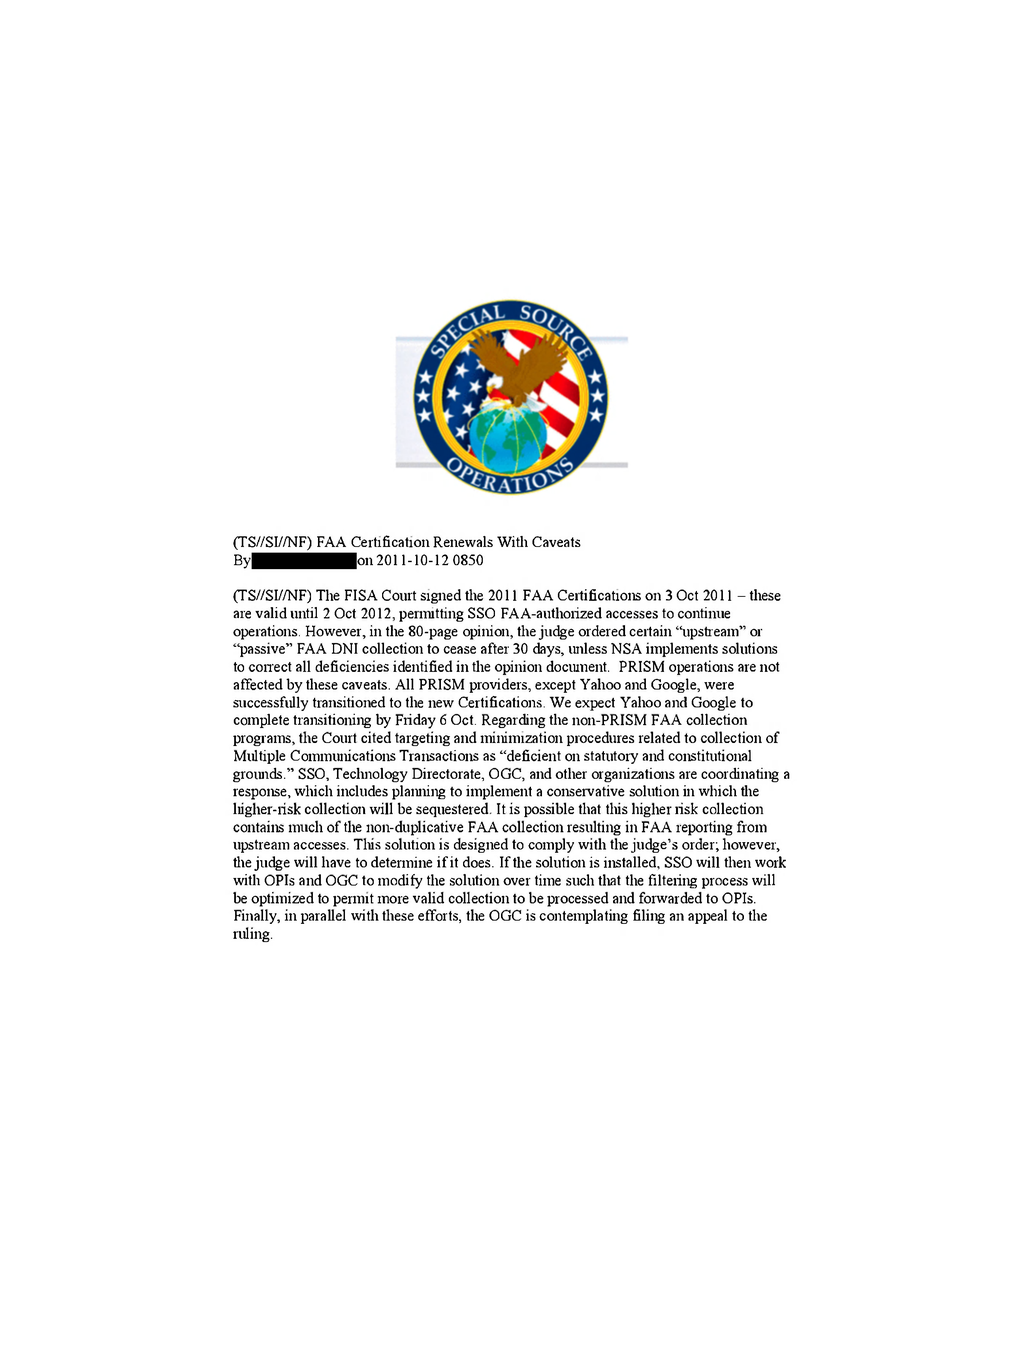 SPECIAL SOURCE
OPERATIONS
(TS//SI//NF) FAA Certification Renewals With Caveats
By on 2011-10-12 0850
(TS//SI//NF) The FISA Court signed the 2011 FAA Certifications on 3 Oct 2011 – these
are valid until 2 Oct 2012, permitting SSO FAA-authorized accesses to continue
operations. However, in the 80-page opinion, the judge ordered certain “upstream” or
“passive” FAA DNI collection to cease after 30 days, unless NSA implements solutions
to correct all deficiencies identified in the opinion document.  PRISM operations are not
affected by these caveats. All PRISM providers, except Yahoo and Google, were
successfully transitioned to the new Certifications. We expect Yahoo and Google to
complete transitioning by Friday 6 Oct. Regarding the non-PRISM FAA collection
programs, the Court cited targeting and minimization procedures related to collection of
Multiple Communications Transactions as “deficient on statutory and constitutional
grounds.” SSO, Technology Directorate, OGC, and other organizations are coordinating a
response, which includes planning to implement a conservative solution in which the
higher-risk collection will be sequestered. It is possible that this higher risk collection
contains much of the non-duplicative FAA collection resulting in FAA reporting from
upstream accesses. This solution is designed to comply with the judge’s order; however,
the judge will have to determine if it does. If the solution is installed, SSO will then work
with OPIs and OGC to modify the solution over time such that the filtering process will
be optimized to permit more valid collection to be processed and forwarded to OPIs.
Finally, in parallel with these efforts, the OGC is contemplating filing an appeal to the
ruling.